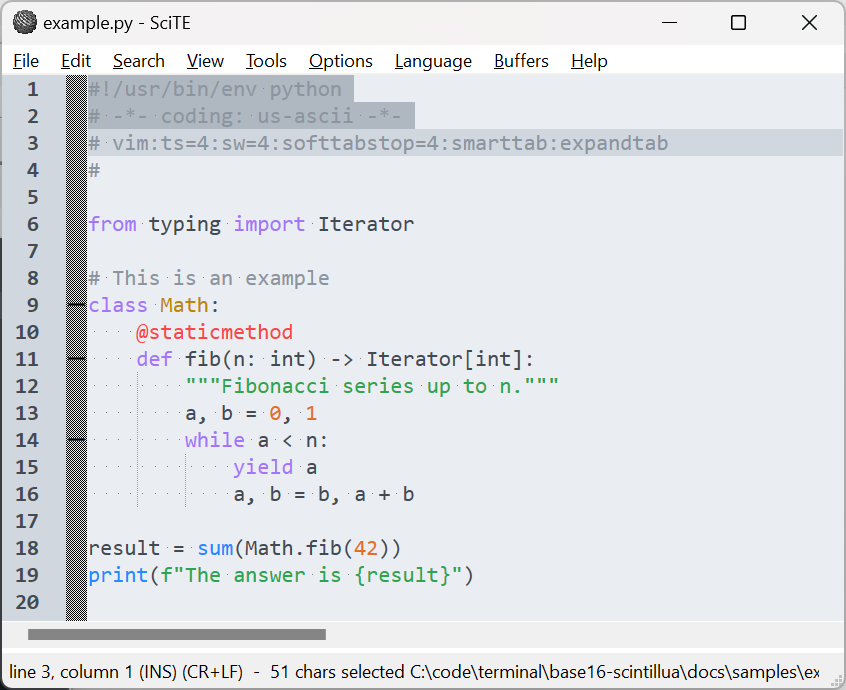 example.py - SciTE
File Edit Search View Tools Options Language Buffers Help
1 #!/usr/bin/env python
2 # -*- coding: us-ascii -*-
3 # vim:ts=4:sw=4:softtabstop=4:smarttab:expandtab
4 #
5
6 from typing import Iterator
7
8 # This is an example
9 class Math:
10     @staticmethod
11     def fib(n: int) -> Iterator[int]:
12         """Fibonacci series up to n."""
13         a, b = 0, 1
14         while a < n:
15             yield a
16             a, b = b, a + b
17
18 result = sum(Math.fib(42))
19 print(f"The answer is {result}")
20
line 3, column 1 (INS) (CR+LF) - 51 chars selected C:\code\terminal\base16-scintillua\docs\samples\ex